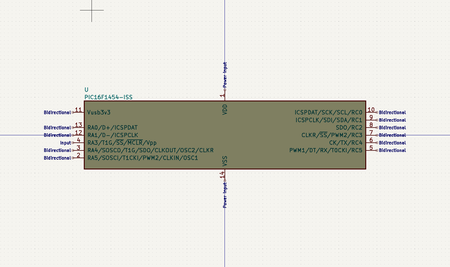 Power Input
1
U
PIC16F1454-ISS
VDD
Bidirectional 11 Vusb3v3 ICSPDAT/SCK/SCL/RC0 10 Bidirectional
ICSPCLK/SDI/SDA/RC1 9 Bidirectional
Bidirectional 13 RA0/D+/ICSPDAT SDO/RC2 8 Bidirectional
Bidirectional 12 RA1/D-/ICSPCLK CLKR/SS/PWM2/RC3 7 Bidirectional
Input 4 RA3/T1G/SS/MCLR/Vpp CK/TX/RC4 6 Bidirectional
Bidirectional 3 RA4/SOSCO/T1G/SDO/CLKOUT/OSC2/CLKR PWM1/DT/RX/T0CKI/RC5 5 Bidirectional
Bidirectional 2 RA5/SOSCI/T1CKI/PWM2/CLKIN/OSC1
VSS
14
Power Input